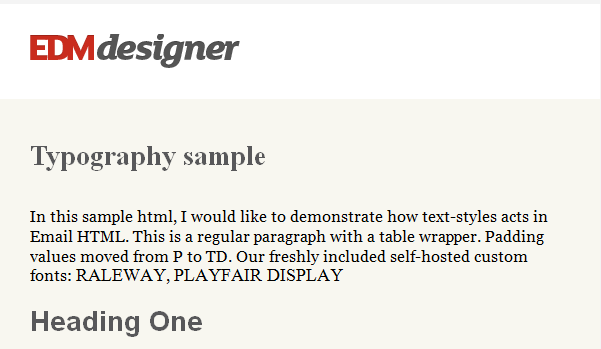 EDMdesigner
Typography sample
In this sample html, I would like to demonstrate how text-styles acts in
Email HTML. This is a regular paragraph with a table wrapper. Padding
values moved from P to TD. Our freshly included self-hosted custom
fonts: RALEWAY, PLAYFAIR DISPLAY
Heading One